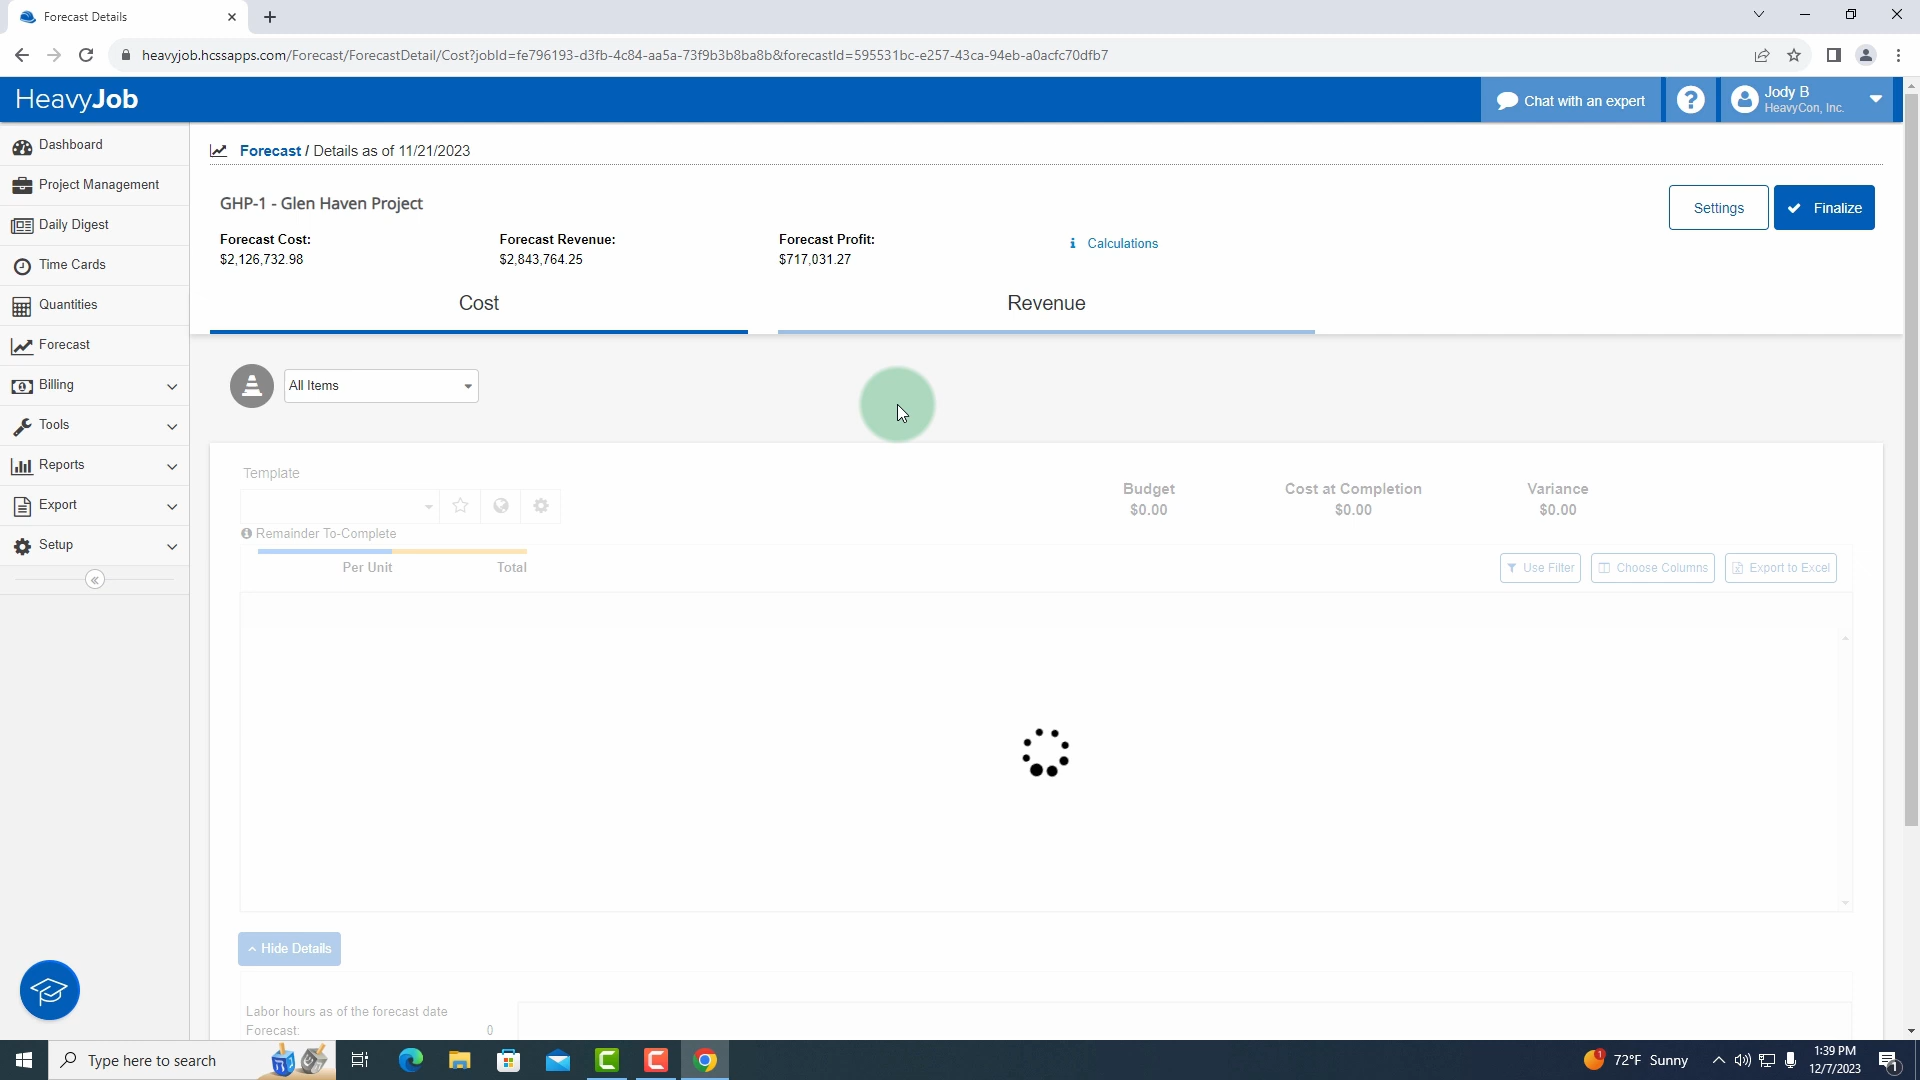 Forecast Details
heavyjob.hcssapps.com/Forecast/ForecastDetail/Cost?jobId=fe796193-d3fb-4c84-aa5a-73f9b3b8ba8b&forecastId=595531bc-e257-43ca-94eb-a0acfc70dfb7
HeavyJob
Chat with an expert
?
Jody B
HeavyCon, Inc.
Dashboard
Project Management
Daily Digest
Time Cards
Quantities
Forecast
Billing
Tools
Reports
Export
Setup
Forecast / Details as of 11/21/2023
GHP-1 - Glen Haven Project
Settings
Finalize
Forecast Cost:
$2,126,732.98
Forecast Revenue:
$2,843,764.25
Forecast Profit:
$717,031.27
Calculations
Cost
Revenue
All Items
Template
Budget
$0.00
Cost at Completion
$0.00
Variance
$0.00
Remainder To-Complete
Per Unit
Total
Use Filter
Choose Columns
Export to Excel
Hide Details
Labor hours as of the forecast date
Forecast: 0
Type here to search
1
72°F Sunny
1:39 PM
12/7/2023
1